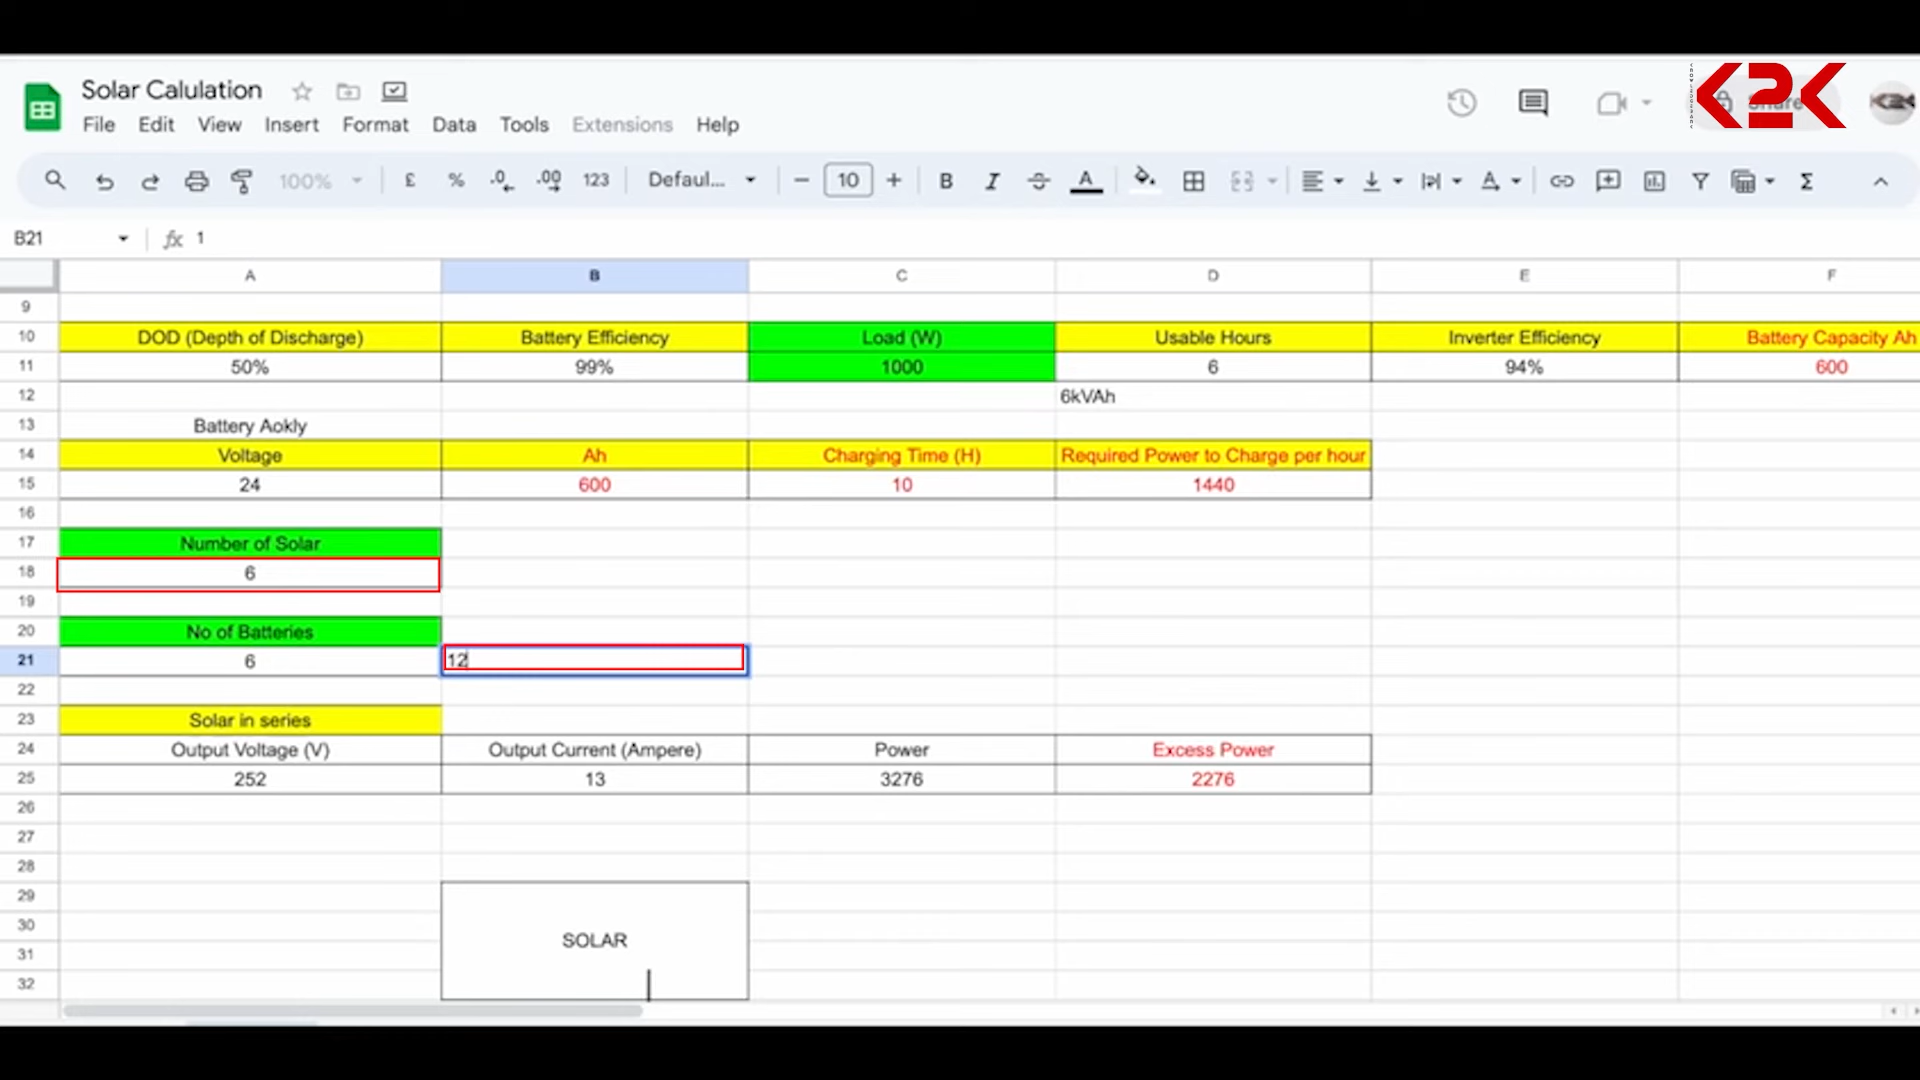 K2K
Solar Calulation
Share
File Edit View Insert Format Data Tools Extensions Help
100% £ % .0 .00 123 Defaul... − 10 + B I A Σ
B21 fx 1
A B C D E F
9
10 DOD (Depth of Discharge) Battery Efficiency Load (W) Usable Hours Inverter Efficiency Battery Capacity Ah
11 50% 99% 1000 6 94% 600
12 6kVAh
13 Battery Aokly
14 Voltage Ah Charging Time (H) Required Power to Charge per hour
15 24 600 10 1440
16
17 Number of Solar
18 6
19
20 No of Batteries
21 6 12
22
23 Solar in series
24 Output Voltage (V) Output Current (Ampere) Power Excess Power
25 252 13 3276 2276
26
27
28
29
30 SOLAR
31
32